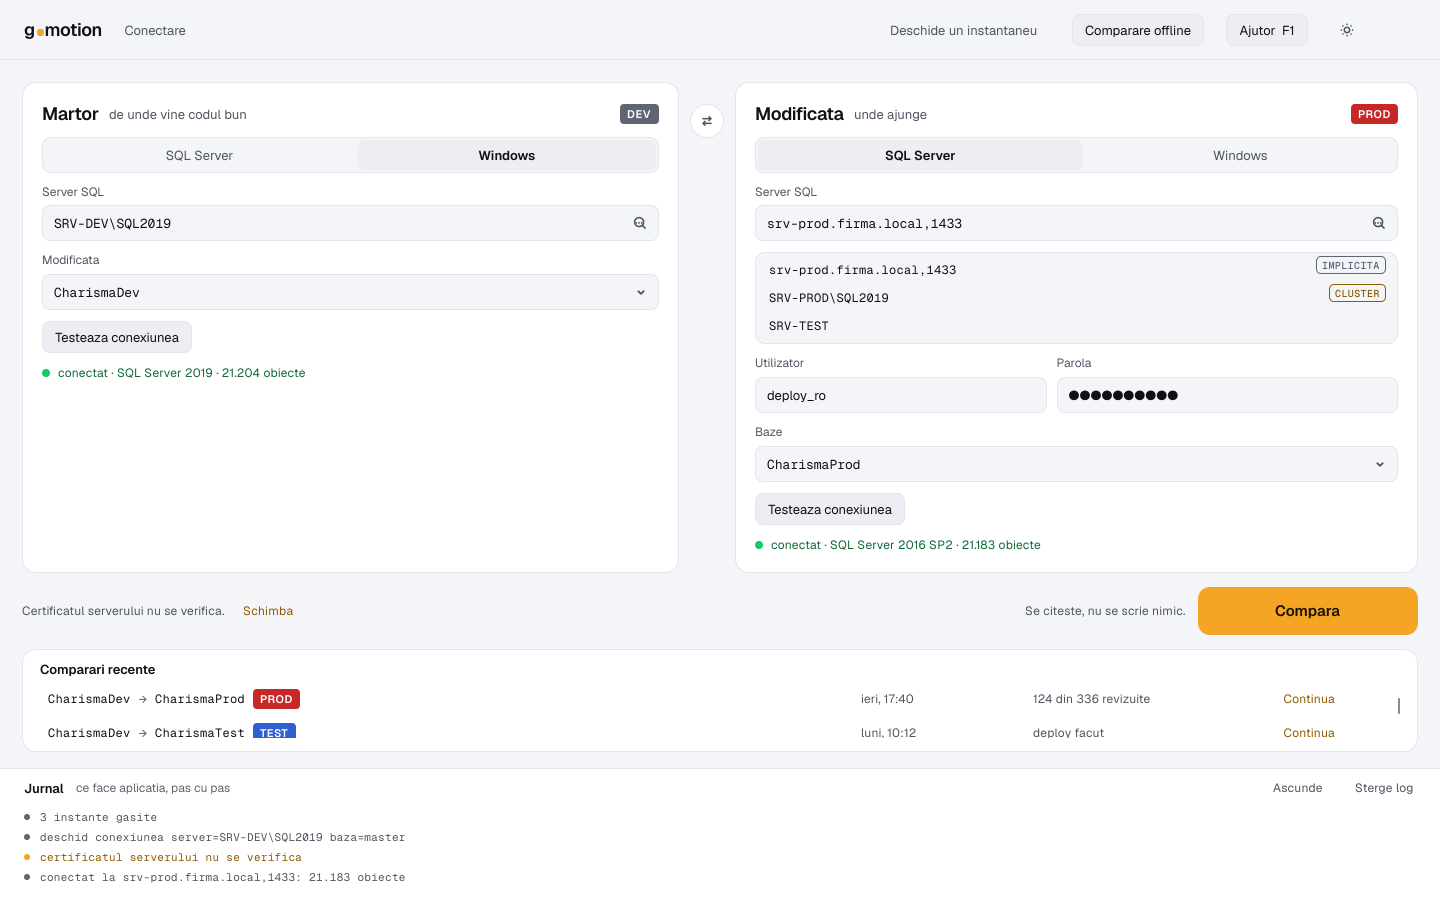 g●motion Conectare Deschide un instantaneu Comparare offline Ajutor F1
Martor de unde vine codul bun DEV
SQL Server Windows
Server SQL
SRV-DEV\SQL2019
Modificata
CharismaDev
Testeaza conexiunea
conectat · SQL Server 2019 · 21.204 obiecte
Modificata unde ajunge PROD
SQL Server Windows
Server SQL
srv-prod.firma.local,1433
srv-prod.firma.local,1433 IMPLICITA
SRV-PROD\SQL2019 CLUSTER
SRV-TEST
Utilizator Parola
deploy_ro ●●●●●●●●●●
Baze
CharismaProd
Testeaza conexiunea
conectat · SQL Server 2016 SP2 · 21.183 obiecte
Certificatul serverului nu se verifica. Schimba Se citeste, nu se scrie nimic. Compara
Comparari recente
CharismaDev → CharismaProd PROD ieri, 17:40 124 din 336 revizuite Continua
CharismaDev → CharismaTest TEST luni, 10:12 deploy facut Continua
Jurnal ce face aplicatia, pas cu pas Ascunde Sterge log
3 instante gasite
deschid conexiunea server=SRV-DEV\SQL2019 baza=master
certificatul serverului nu se verifica
conectat la srv-prod.firma.local,1433: 21.183 obiecte